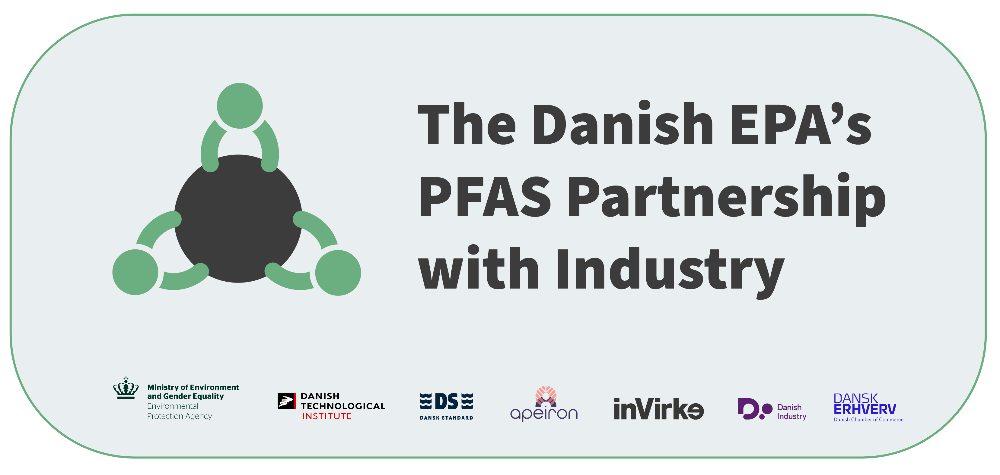 The Danish EPA’s
PFAS Partnership
with Industry
Ministry of Environment
and Gender Equality
Environmental
Protection Agency
DANISH
TECHNOLOGICAL
INSTITUTE
DS
DANSK STANDARD
apeiron
inVirke
Danish
Industry
DANSK
ERHVERV
Danish Chamber of Commerce